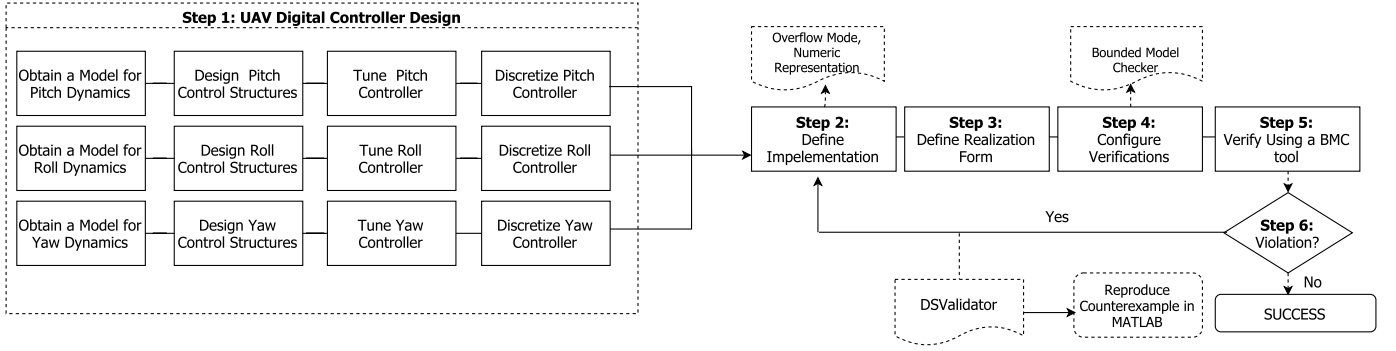 Step 1: UAV Digital Controller Design
Obtain a Model for
Pitch Dynamics
Design Pitch
Control Structures
Tune Pitch
Controller
Discretize Pitch
Controller
Obtain a Model for
Roll Dynamics
Design Roll
Control Structures
Tune Roll
Controller
Discretize Roll
Controller
Obtain a Model for
Yaw Dynamics
Design Yaw
Control Structures
Tune Yaw
Controller
Discretize Yaw
Controller
Overflow Mode,
Numeric
Representation
Bounded Model
Checker
Step 2:
Define
Impelementation
Step 3:
Define Realization
Form
Step 4:
Configure
Verifications
Step 5:
Verify Using a BMC
tool
Yes
Step 6:
Violation?
No
DSValidator
Reproduce
Counterexample in
MATLAB
SUCCESS